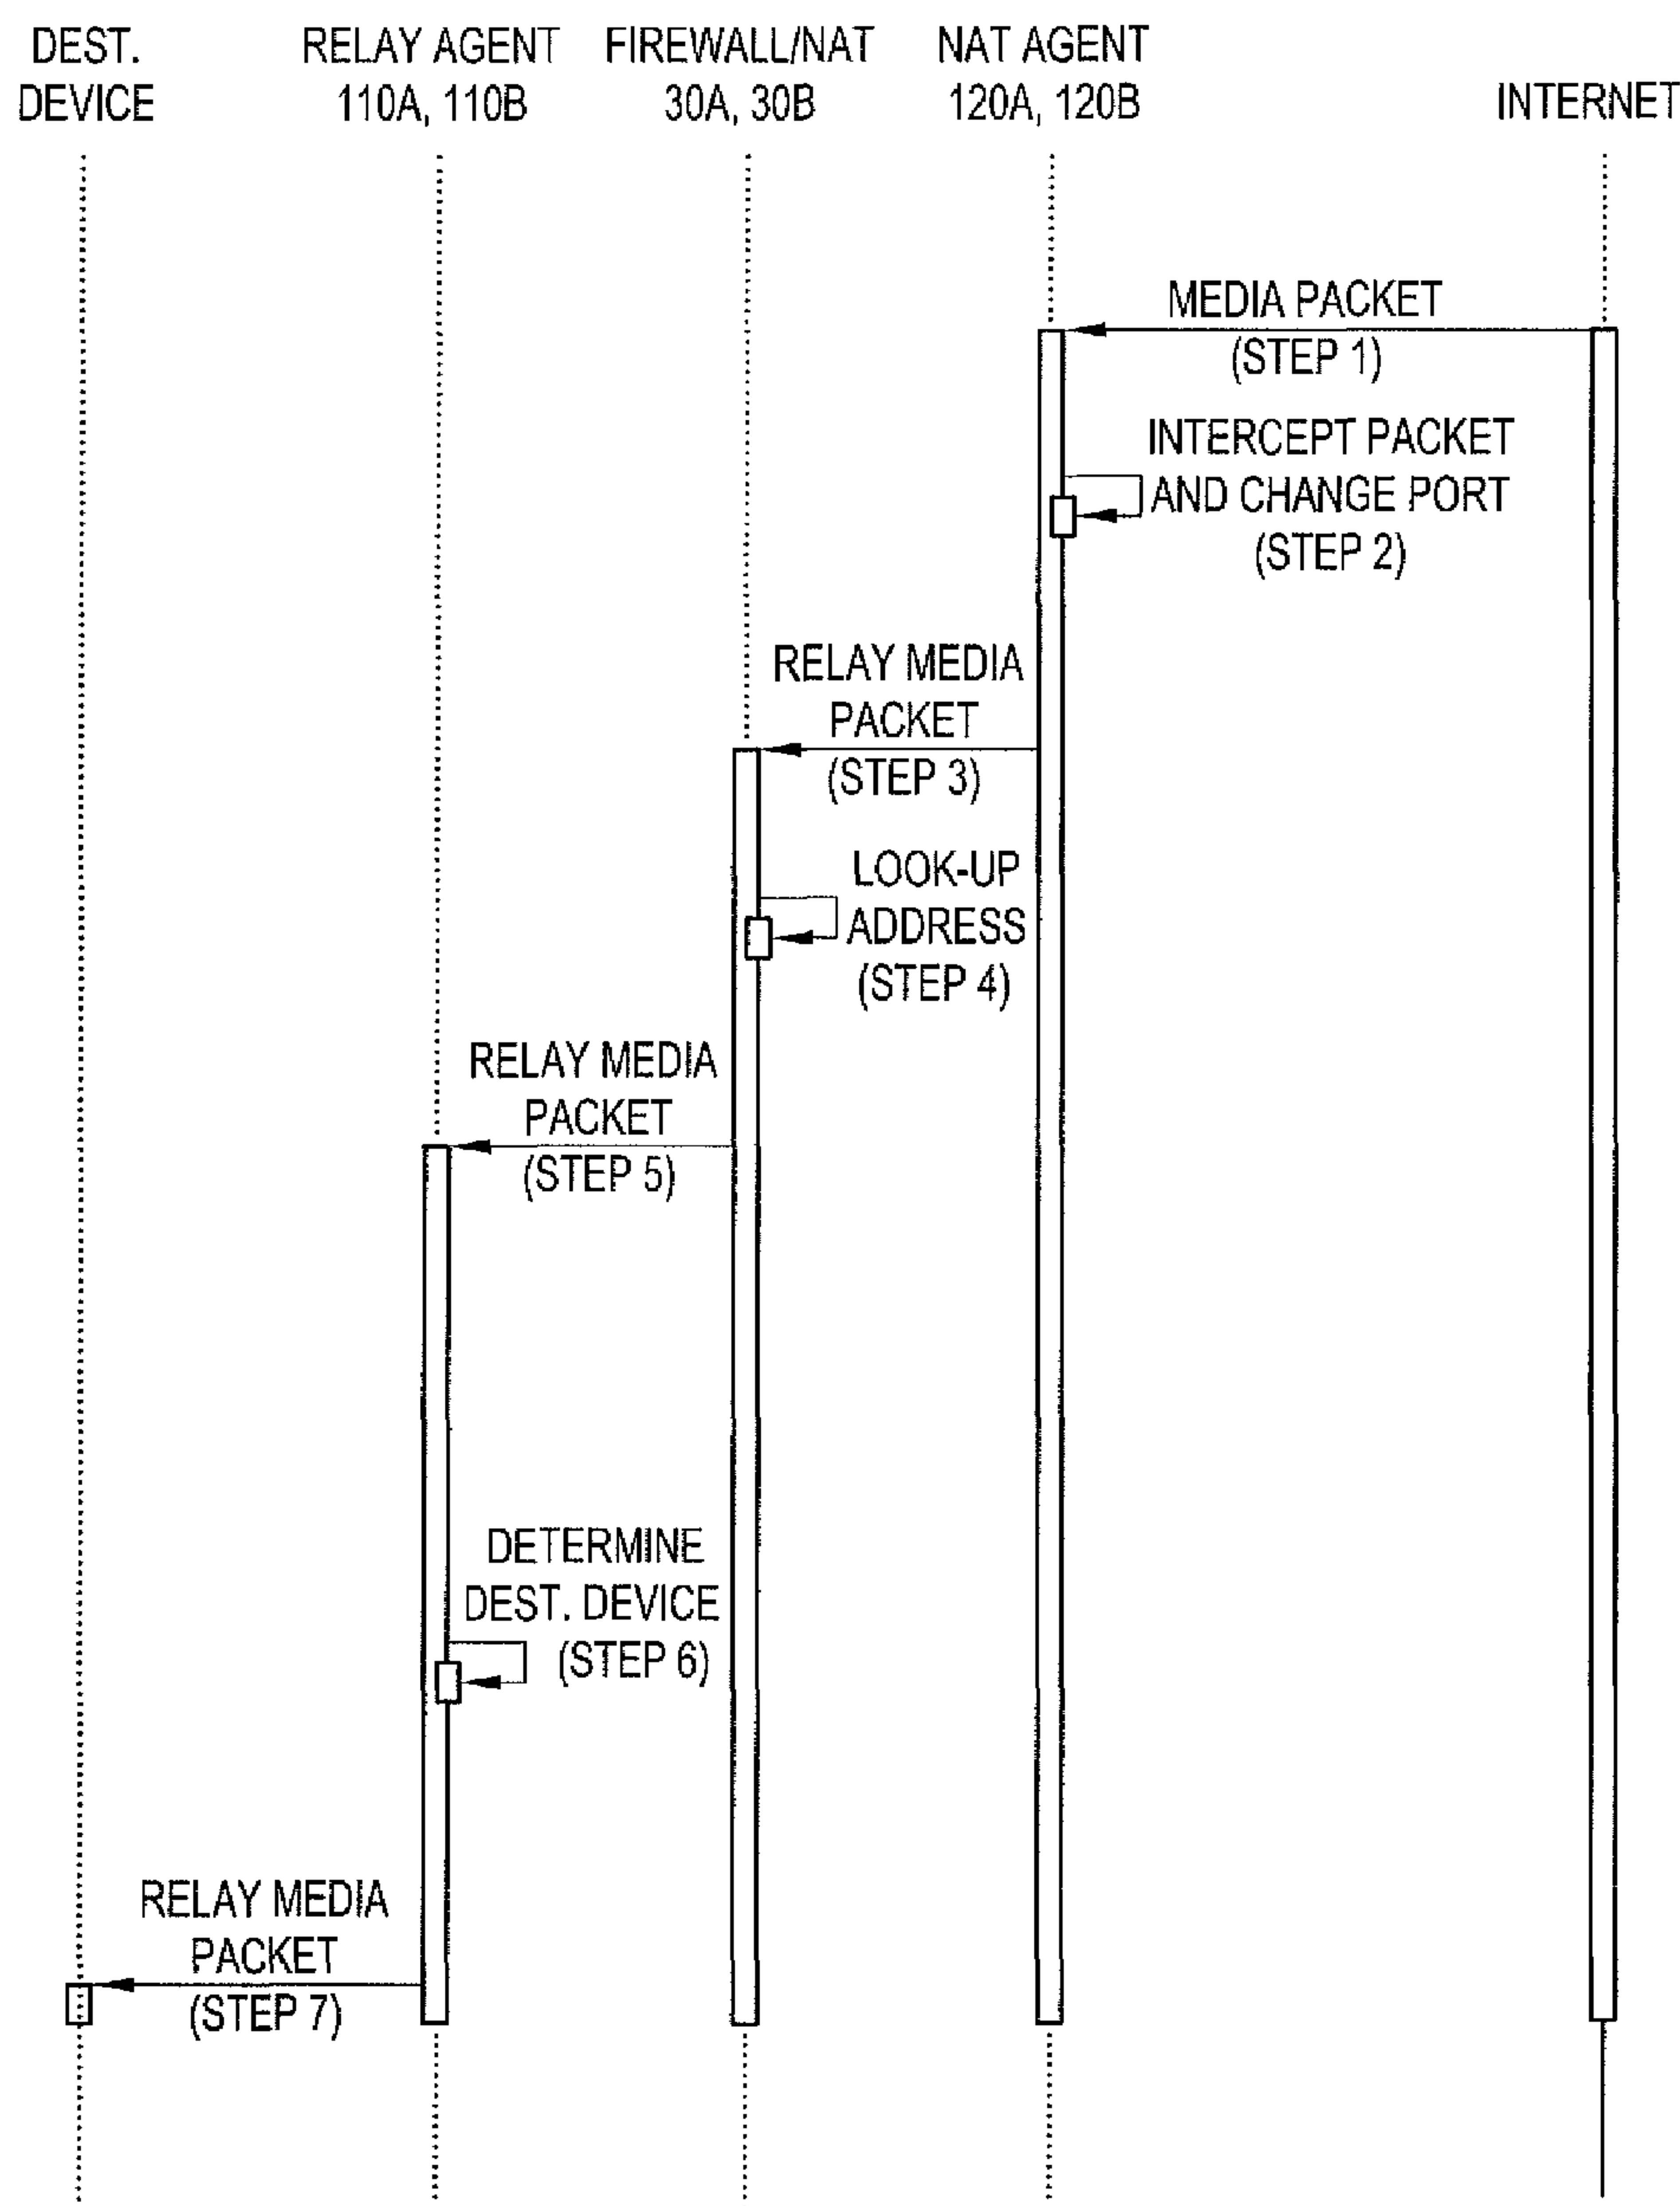 DEST.
DEVICE
RELAY AGENT
110A, 110B
FIREWALL/NAT
30A, 30B
NAT AGENT
120A, 120B
INTERNET
MEDIA PACKET
(STEP 1)
INTERCEPT PACKET
AND CHANGE PORT
(STEP 2)
RELAY MEDIA
PACKET
(STEP 3)
LOOK-UP
ADDRESS
(STEP 4)
RELAY MEDIA
PACKET
(STEP 5)
DETERMINE
DEST. DEVICE
(STEP 6)
RELAY MEDIA
PACKET
(STEP 7)